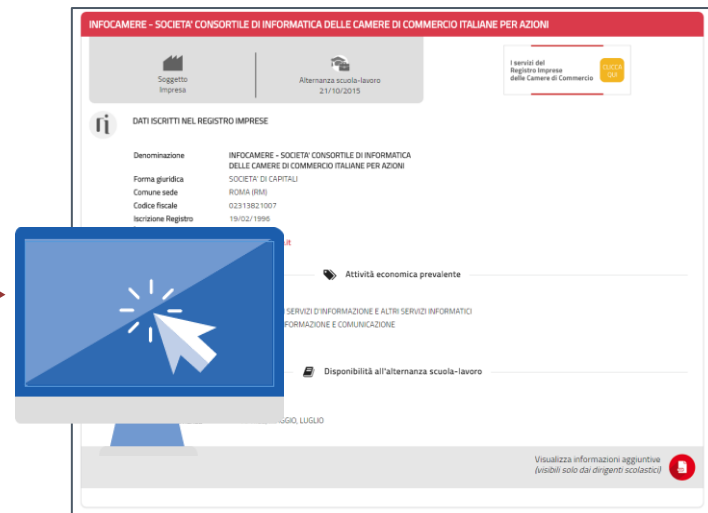 INFOCAMERE - SOCIETA' CONSORTILE DI INFORMATICA DELLE CAMERE DI COMMERCIO ITALIANE PER AZIONI
Soggetto
Impresa
Alternanza scuola-lavoro
21/10/2015
I servizi del
Registro Imprese
delle Camere di Commercio
CLICCA
QUI
ri
DATI ISCRITTI NEL REGISTRO IMPRESE
Denominazione INFOCAMERE - SOCIETA' CONSORTILE DI INFORMATICA
DELLE CAMERE DI COMMERCIO ITALIANE PER AZIONI
Forma giuridica SOCIETA' DI CAPITALI
Comune sede ROMA (RM)
Codice fiscale 02313821007
Iscrizione Registro 19/02/1996
.it
Attività economica prevalente
SERVIZI D'INFORMAZIONE E ALTRI SERVIZI INFORMATICI
FORMAZIONE E COMUNICAZIONE
Disponibilità all'alternanza scuola-lavoro
GGIO, LUGLIO
Visualizza informazioni aggiuntive
(visibili solo dai dirigenti scolastici)